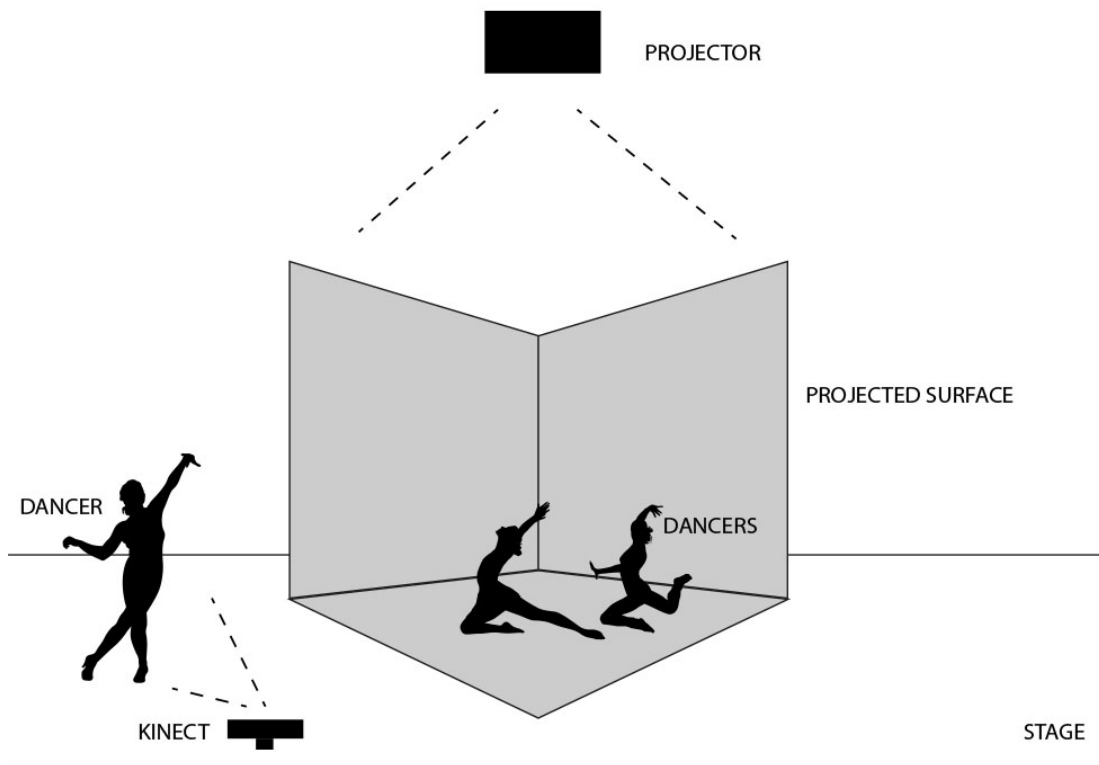 PROJECTOR
PROJECTED SURFACE
DANCER
DANCERS
KINECT
STAGE